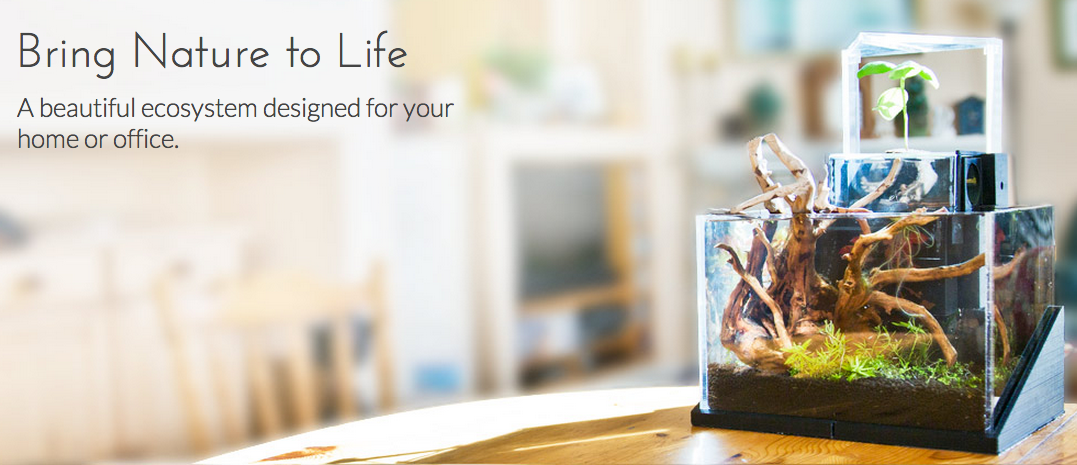 Bring Nature to Life
A beautiful ecosystem designed for your
home or office.